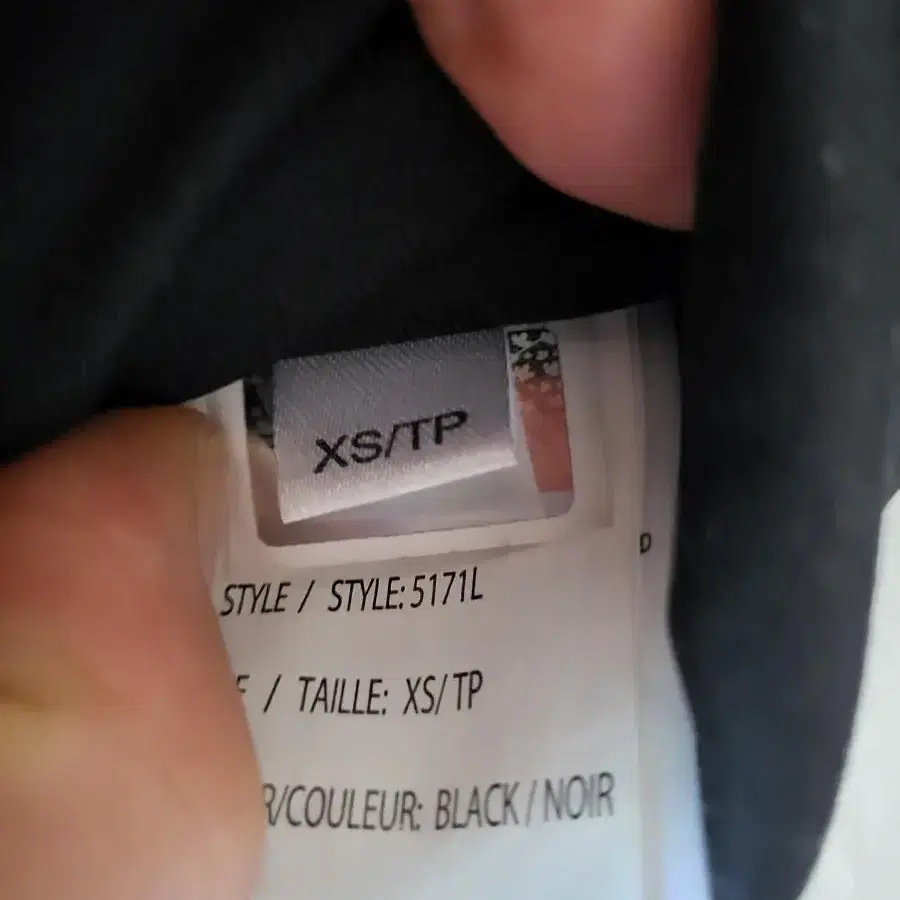 XS/TP
D
STYLE / STYLE: 5171L
/ TAILLE: XS/TP
/COULEUR: BLACK / NOIR